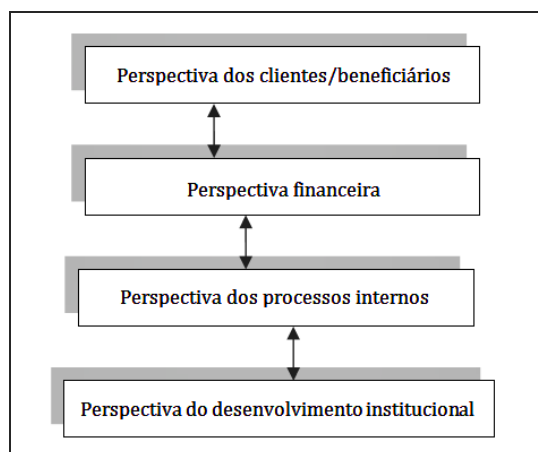 Perspectiva dos clientes/beneficiários
Perspectiva financeira
Perspectiva dos processos internos
Perspectiva do desenvolvimento institucional